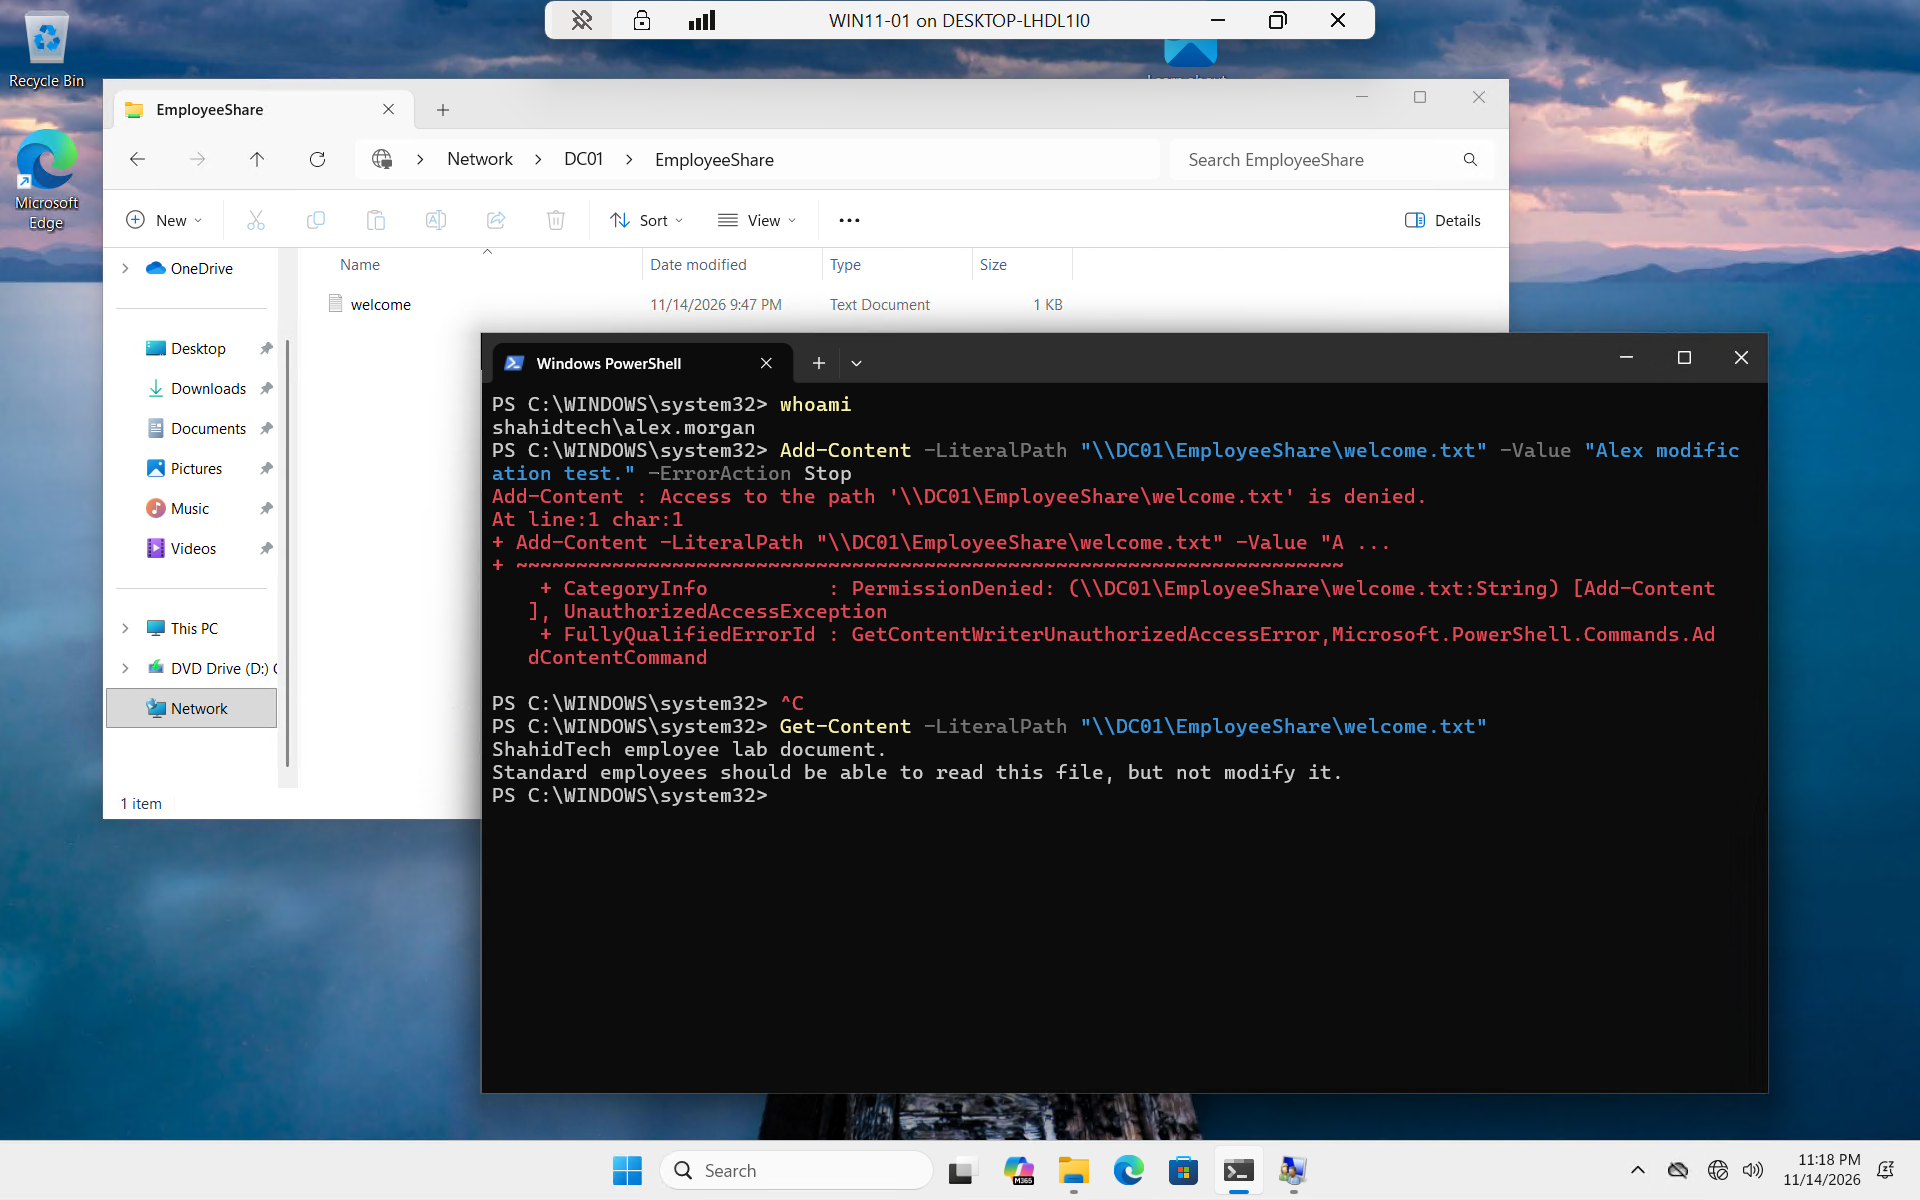 WIN11-01 on DESKTOP-LHDL1I0
Recycle Bin
Microsoft
Edge
EmployeeShare
Network
DC01
EmployeeShare
Search EmployeeShare
New
Sort
View
Details
OneDrive
Desktop
Downloads
Documents
Pictures
Music
Videos
This PC
DVD Drive (D:)
Network
1 item
Name
Date modified
Type
Size
welcome
11/14/2026 9:47 PM
Text Document
1 KB
Windows PowerShell
PS C:\WINDOWS\system32> whoami
shahidtech\alex.morgan
PS C:\WINDOWS\system32> Add-Content -LiteralPath "\\DC01\EmployeeShare\welcome.txt" -Value "Alex modific
ation test." -ErrorAction Stop
Add-Content : Access to the path '\\DC01\EmployeeShare\welcome.txt' is denied.
At line:1 char:1
+ Add-Content -LiteralPath "\\DC01\EmployeeShare\welcome.txt" -Value "A ...
+ ~~~~~~~~~~~~~~~~~~~~~~~~~~~~~~~~~~~~~~~~~~~~~~~~~~~~~~~~~~~~~~~~~~~~~
    + CategoryInfo          : PermissionDenied: (\\DC01\EmployeeShare\welcome.txt:String) [Add-Content
   ], UnauthorizedAccessException
    + FullyQualifiedErrorId : GetContentWriterUnauthorizedAccessError,Microsoft.PowerShell.Commands.Ad
   dContentCommand
PS C:\WINDOWS\system32> ^C
PS C:\WINDOWS\system32> Get-Content -LiteralPath "\\DC01\EmployeeShare\welcome.txt"
ShahidTech employee lab document.
Standard employees should be able to read this file, but not modify it.
PS C:\WINDOWS\system32>
Search
M365
11:18 PM
11/14/2026